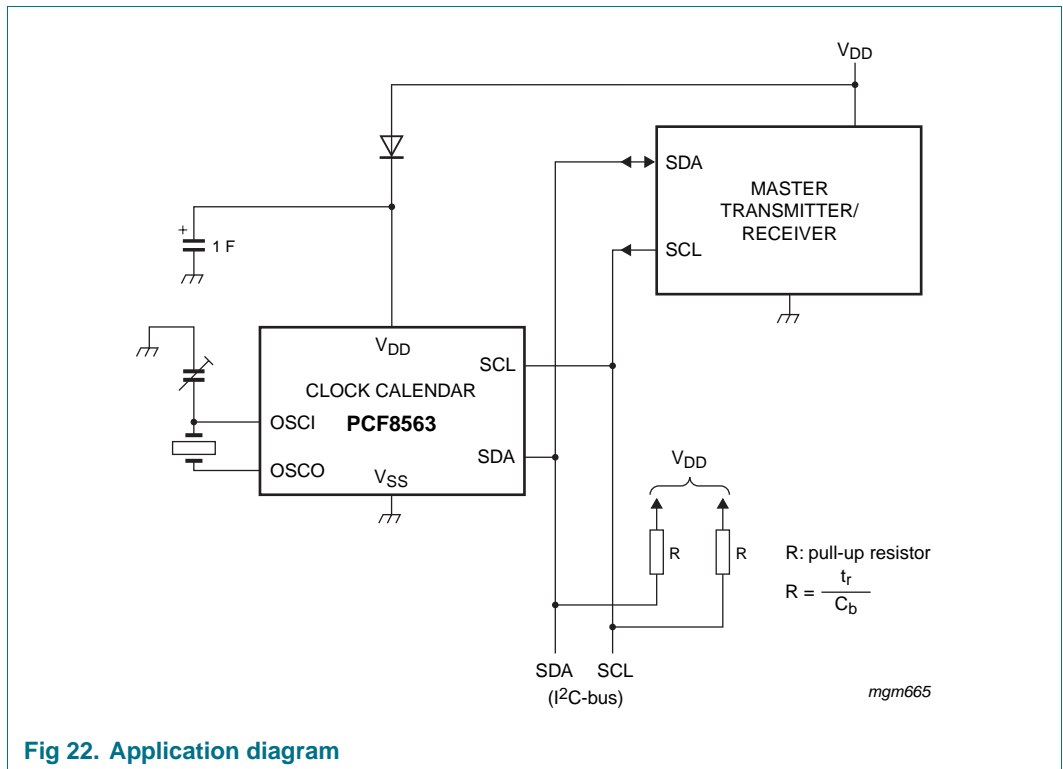 VDD
SDA
MASTER
TRANSMITTER/
RECEIVER
SCL
+
1 F
VDD
SCL
CLOCK CALENDAR
PCF8563
OSCI
SDA
OSCO
VSS
VDD
R
R
R: pull-up resistor
R = tr / Cb
SDA SCL
(I2C-bus)
mgm665
Fig 22. Application diagram